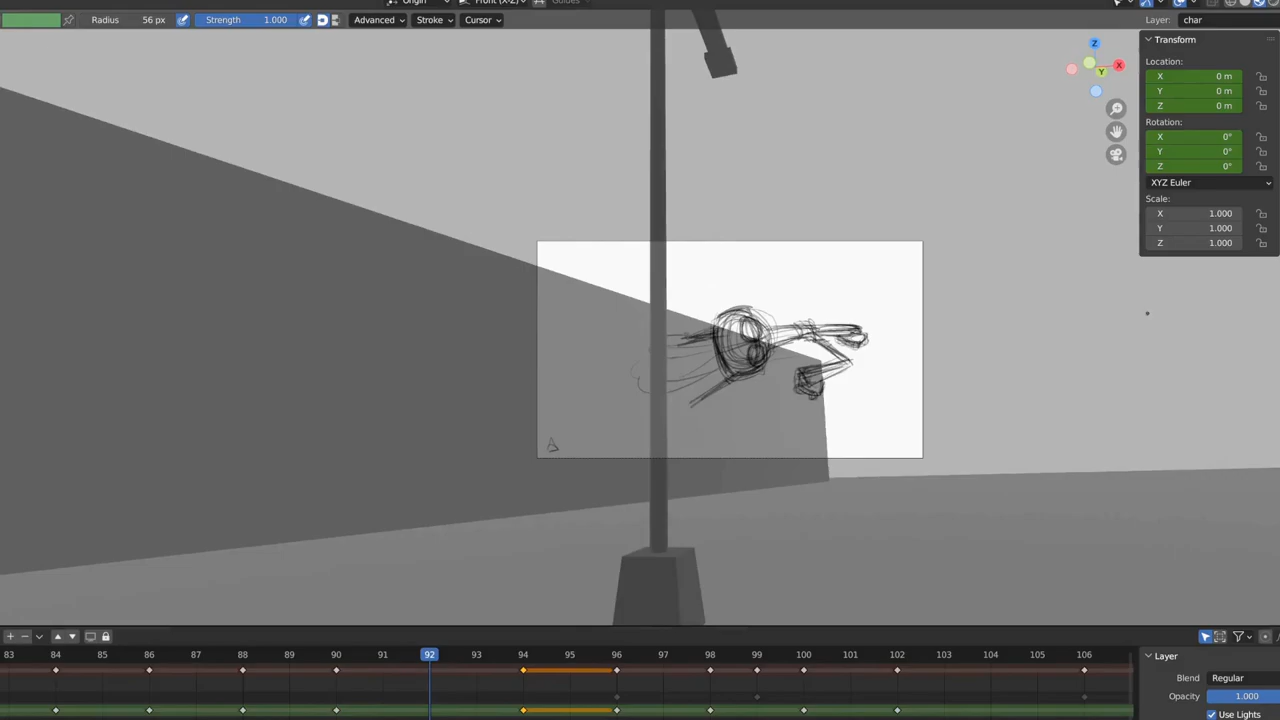 Origin Front (X-Z) Guides
Radius 56 px Strength 1.000 Advanced Stroke Cursor Layer: char
Transform
Location:
X 0 m
Y 0 m
Z 0 m
Rotation:
X 0°
Y 0°
Z 0°
XYZ Euler
Scale:
X 1.000
Y 1.000
Z 1.000
Z
X
Y
83 84 85 86 87 88 89 90 91 92 93 94 95 96 97 98 99 100 101 102 103 104 105 106
Layer
Blend Regular
Opacity 1.000
Use Lights